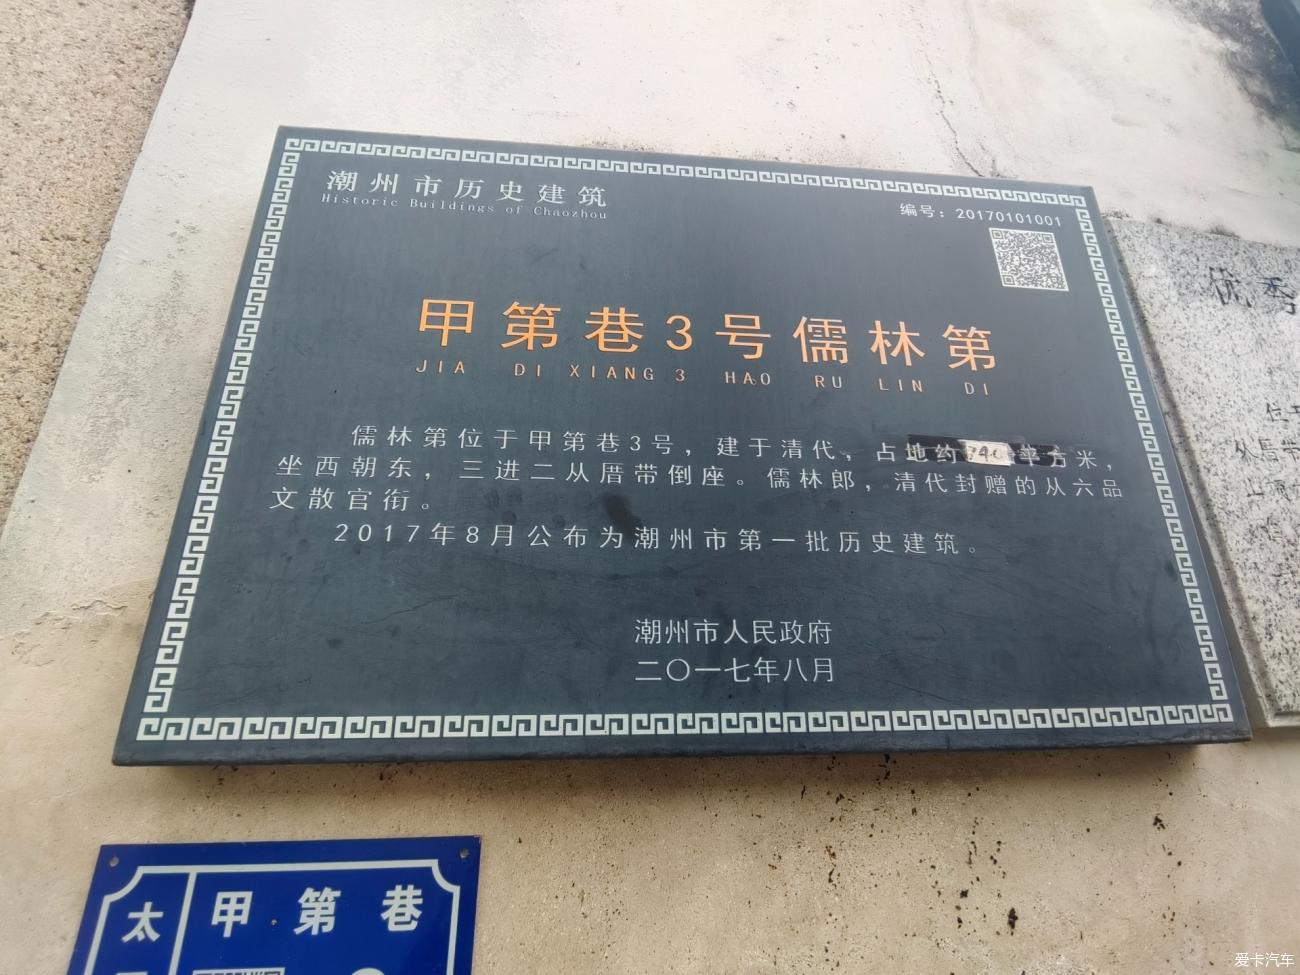 潮州市历史建筑
Historic Buildings of Chaozhou
编号：20170101001
甲第巷3号儒林第
JIA DI XIANG 3 HAO RU LIN DI
儒林第位于甲第巷3号，建于清代，占地约平方米，
坐西朝东，三进二从厝带倒座。儒林郎，清代封赠的从六品
文散官衔。
2017年8月公布为潮州市第一批历史建筑。
潮州市人民政府
二〇一七年八月
优秀
太
甲第巷
爱卡汽车